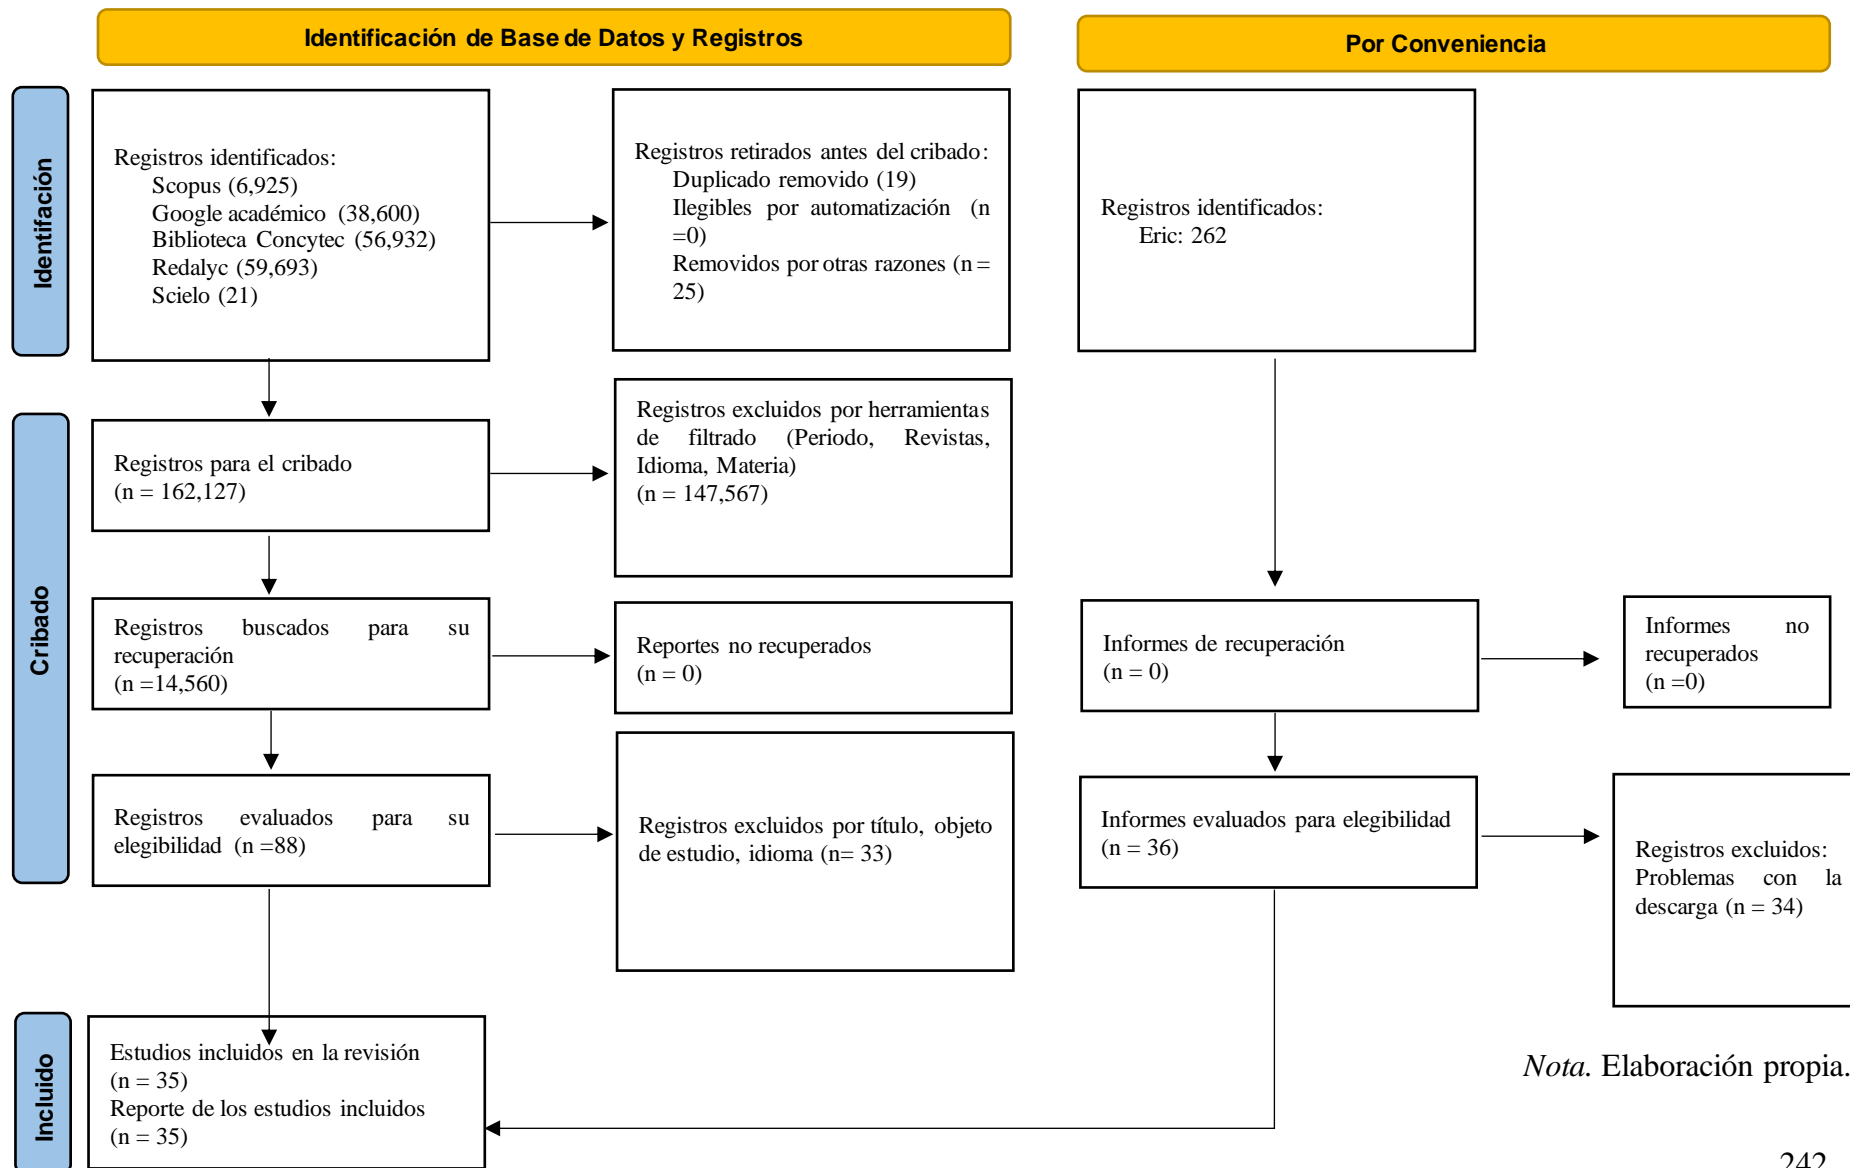 Identificación de Base de Datos y Registros
Por Conveniencia
Identifación
Registros identificados:
Scopus (6,925)
Google académico (38,600)
Biblioteca Concytec (56,932)
Redalyc (59,693)
Scielo (21)
Registros retirados antes del cribado:
Duplicado removido (19)
Ilegibles por automatización (n
=0)
Removidos por otras razones (n =
25)
Registros identificados:
Eric: 262
Cribado
Registros para el cribado
(n = 162,127)
Registros excluidos por herramientas
de filtrado (Periodo, Revistas,
Idioma, Materia)
(n = 147,567)
Registros buscados para su
recuperación
(n =14,560)
Reportes no recuperados
(n = 0)
Informes de recuperación
(n = 0)
Informes no
recuperados
(n =0)
Registros evaluados para su
elegibilidad (n =88)
Registros excluidos por título, objeto
de estudio, idioma (n= 33)
Informes evaluados para elegibilidad
(n = 36)
Registros excluidos:
Problemas con la
descarga (n = 34)
Incluido
Estudios incluidos en la revisión
(n = 35)
Reporte de los estudios incluidos
(n = 35)
Nota. Elaboración propia.
242